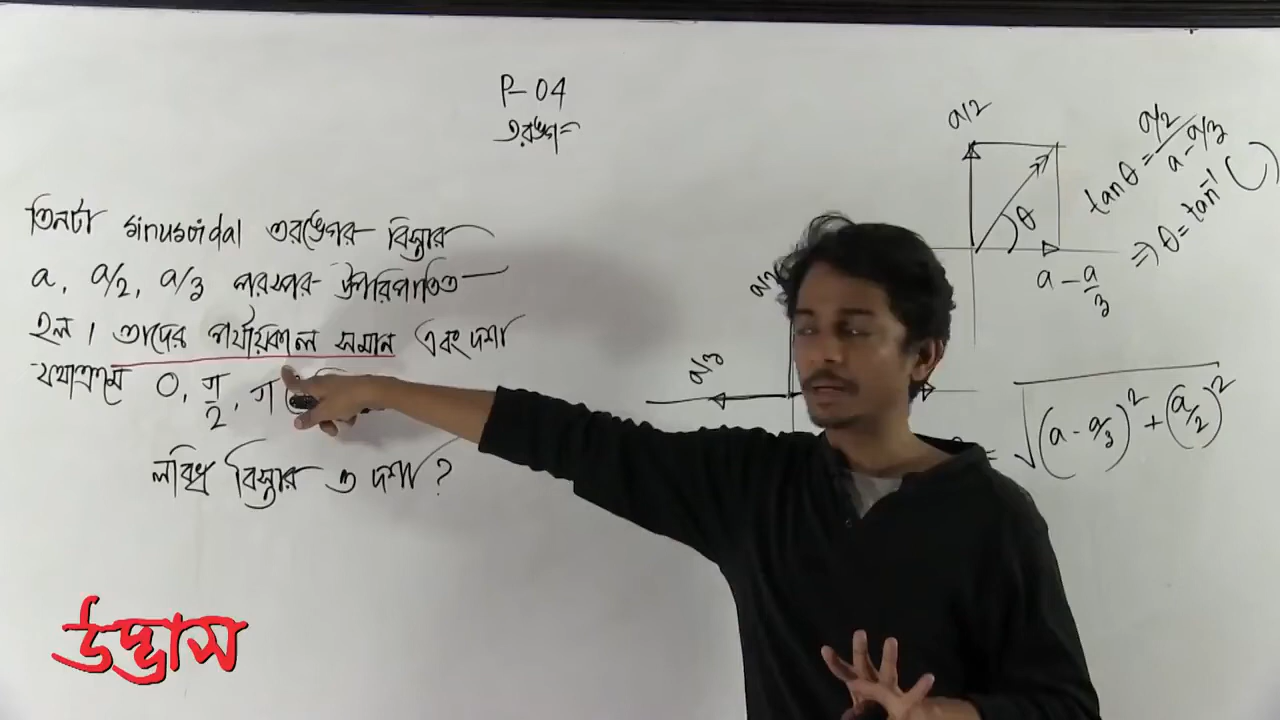 P-04
তরঙ্গ
তিনটা sinusoidal তরঙ্গের বিস্তার
a, a/2, a/3 পরস্পর উপরিপাতিত
হল। তাদের পর্যায়কাল সমান এবং দশা
যথাক্রমে 0, π/2, π
লব্ধি বিস্তার ও দশা?
a/2
θ
a - a/3
tanθ = (a/2)/(a - a/3)
⇒ θ = tan⁻¹( )
a/2
a/3
= √((a - a/3)² + (a/2)²)
উদ্ভাস